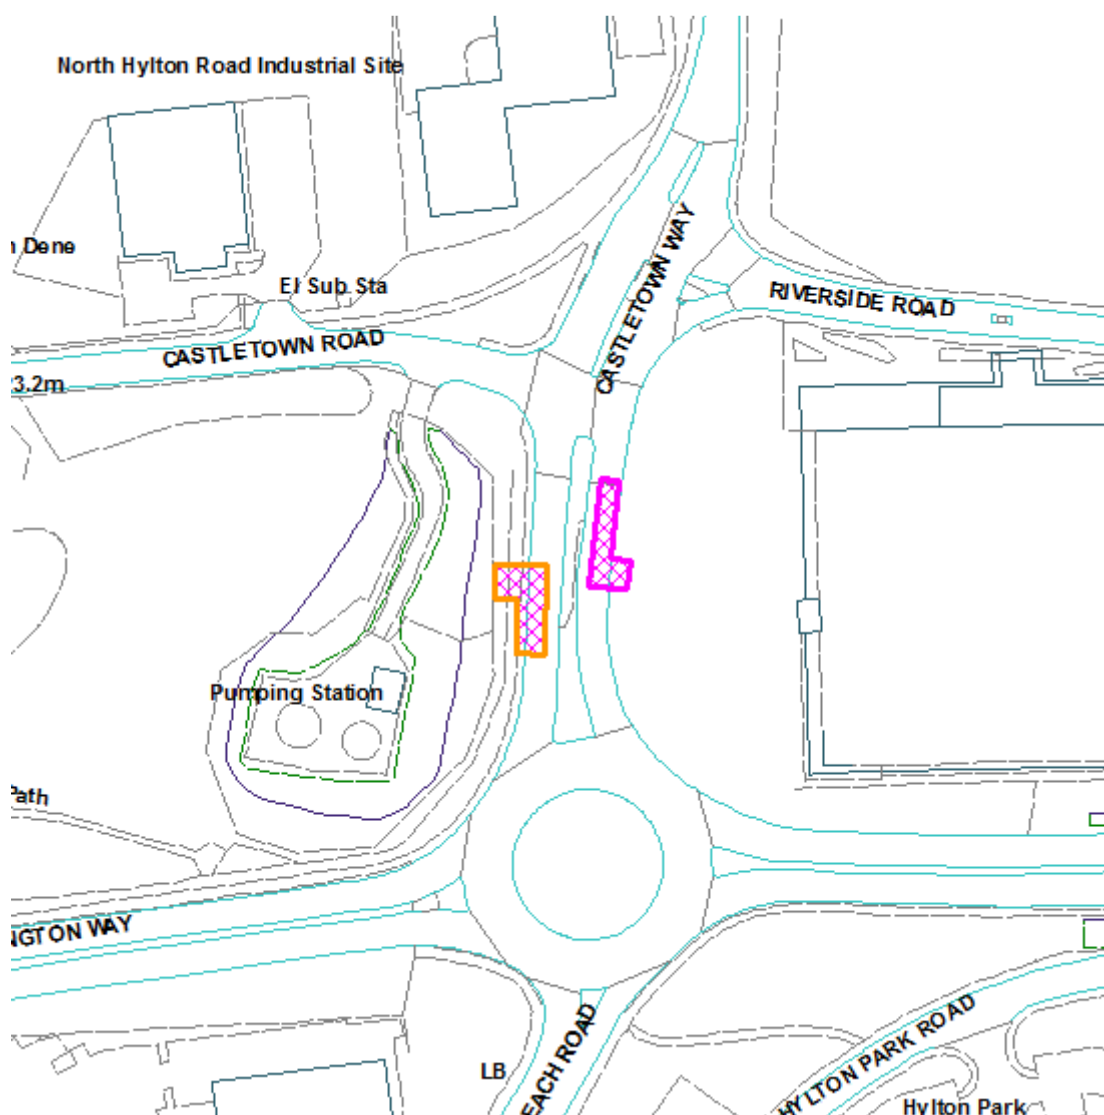 North Hylton Road Industrial Site
n Dene
El Sub Sta
CASTLETOWN WAY
RIVERSIDE ROAD
CASTLETOWN ROAD
3.2m
Pumping Station
Path
NGTON WAY
EACH ROAD
HYLTON PARK ROAD
LB
Hylton Park